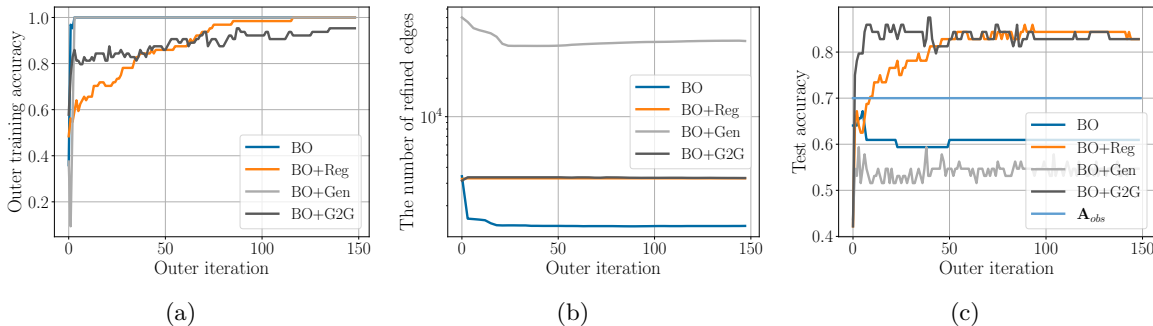 Outer training accuracy
1.0
0.8
0.6
0.4
0.2
0
50
100
150
Outer iteration
BO
BO+Reg
BO+Gen
BO+G2G
(a)
The number of refined edges
10⁴
0
50
100
150
Outer iteration
BO
BO+Reg
BO+Gen
BO+G2G
(b)
Test accuracy
0.8
0.7
0.6
0.5
0.4
0
50
100
150
Outer iteration
BO
BO+Reg
BO+Gen
BO+G2G
A_obs
(c)